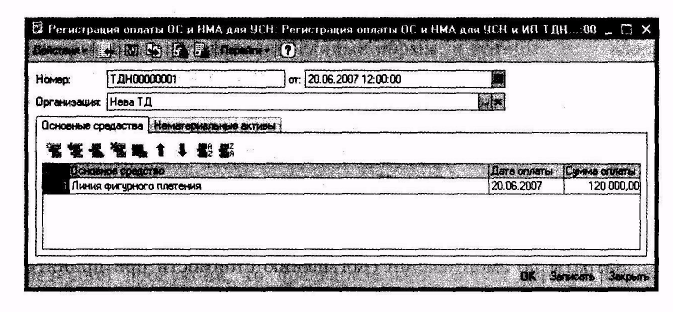 Регистрация оплаты ОС и НМА для УСН: Регистрация оплаты ОС и НМА для УСН и ИП ТДН...:00
Действия Перейти ?
Номер: ТДН00000001 от: 20.06.2007 12:00:00
Организация: Нева ТД
Основные средаства Нематериальные активы
Основное средство Дата оплаты Сумма оплаты
1 Линия фигурного плетения 20.06.2007 120 000,00
OK Записать Закрыть